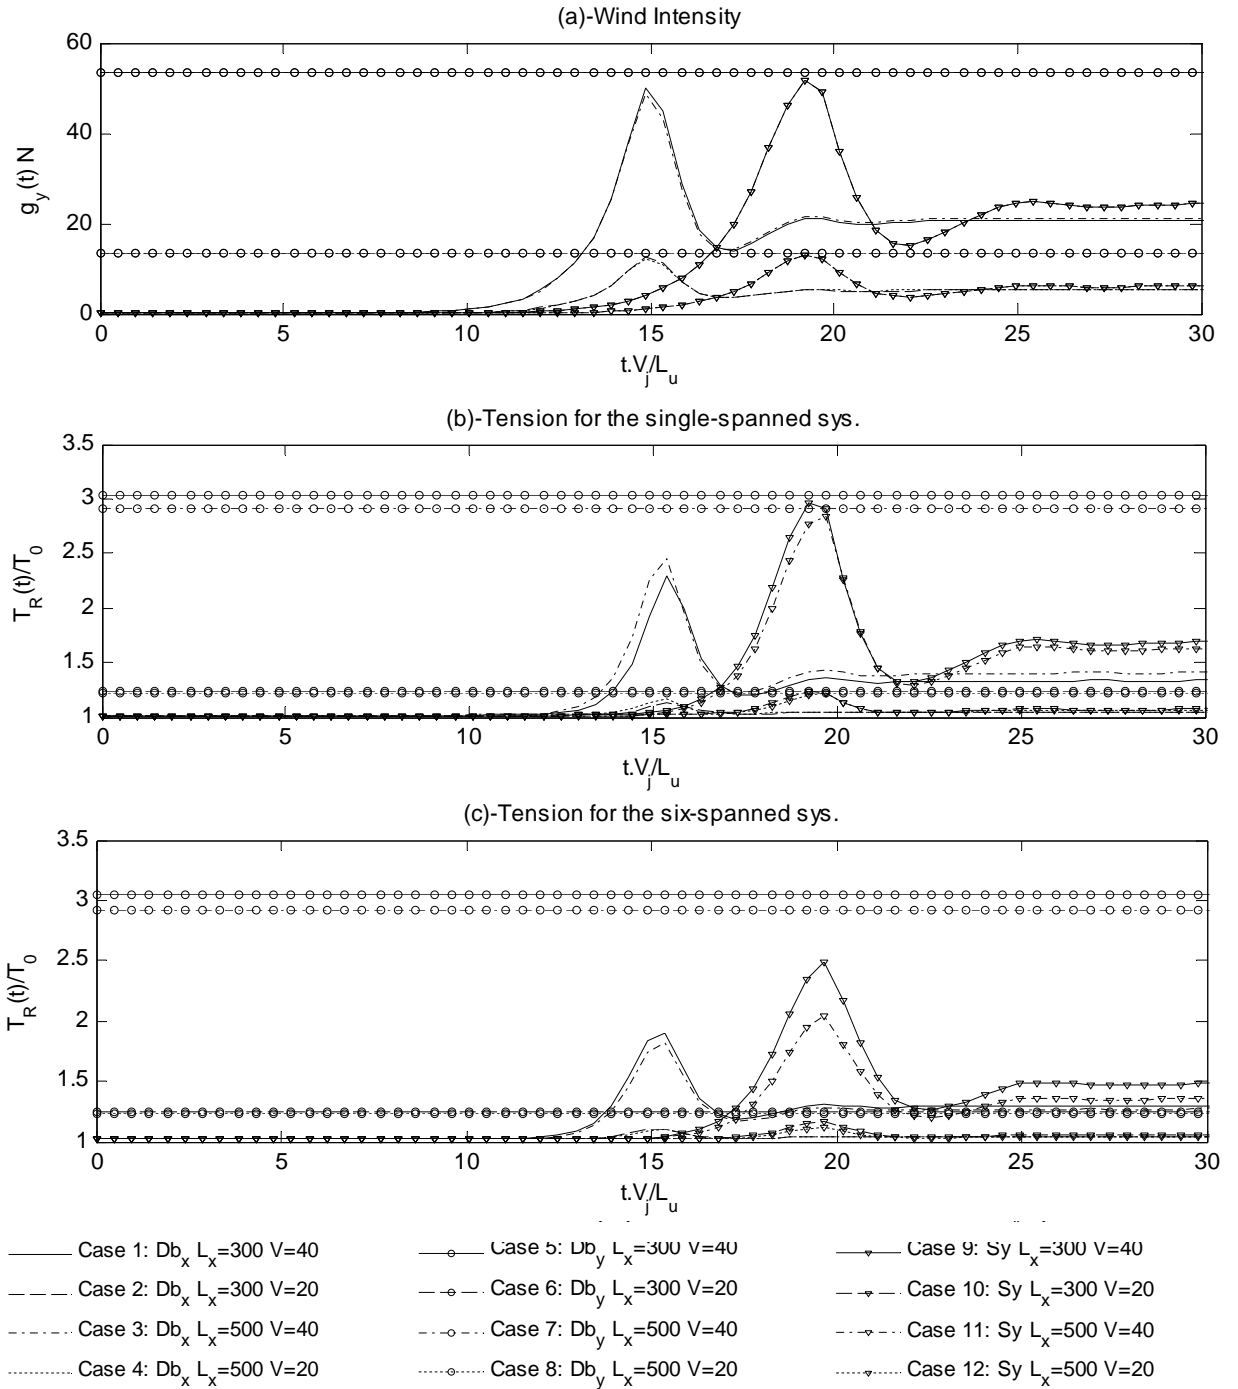 (a)-Wind Intensity
60
40
20
0
g_y(t) N
0 5 10 15 20 25 30
t.V_j/L_u
(b)-Tension for the single-spanned sys.
3.5
3
2.5
2
1.5
1
T_R(t)/T_0
0 5 10 15 20 25 30
t.V_j/L_u
(c)-Tension for the six-spanned sys.
3.5
3
2.5
2
1.5
1
T_R(t)/T_0
0 5 10 15 20 25 30
t.V_j/L_u
Case 1: Db_x L_x=300 V=40
Case 2: Db_x L_x=300 V=20
Case 3: Db_x L_x=500 V=40
Case 4: Db_x L_x=500 V=20
Case 5: Db_y L_x=300 V=40
Case 6: Db_y L_x=300 V=20
Case 7: Db_y L_x=500 V=40
Case 8: Db_y L_x=500 V=20
Case 9: Sy L_x=300 V=40
Case 10: Sy L_x=300 V=20
Case 11: Sy L_x=500 V=40
Case 12: Sy L_x=500 V=20